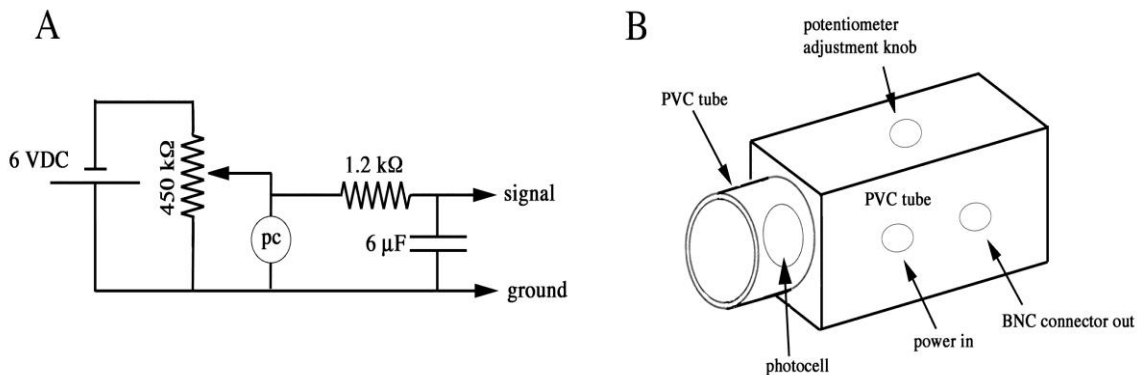 A
6 VDC
450 kΩ
1.2 kΩ
signal
pc
6 µF
ground
B
potentiometer
adjustment knob
PVC tube
PVC tube
BNC connector out
power in
photocell